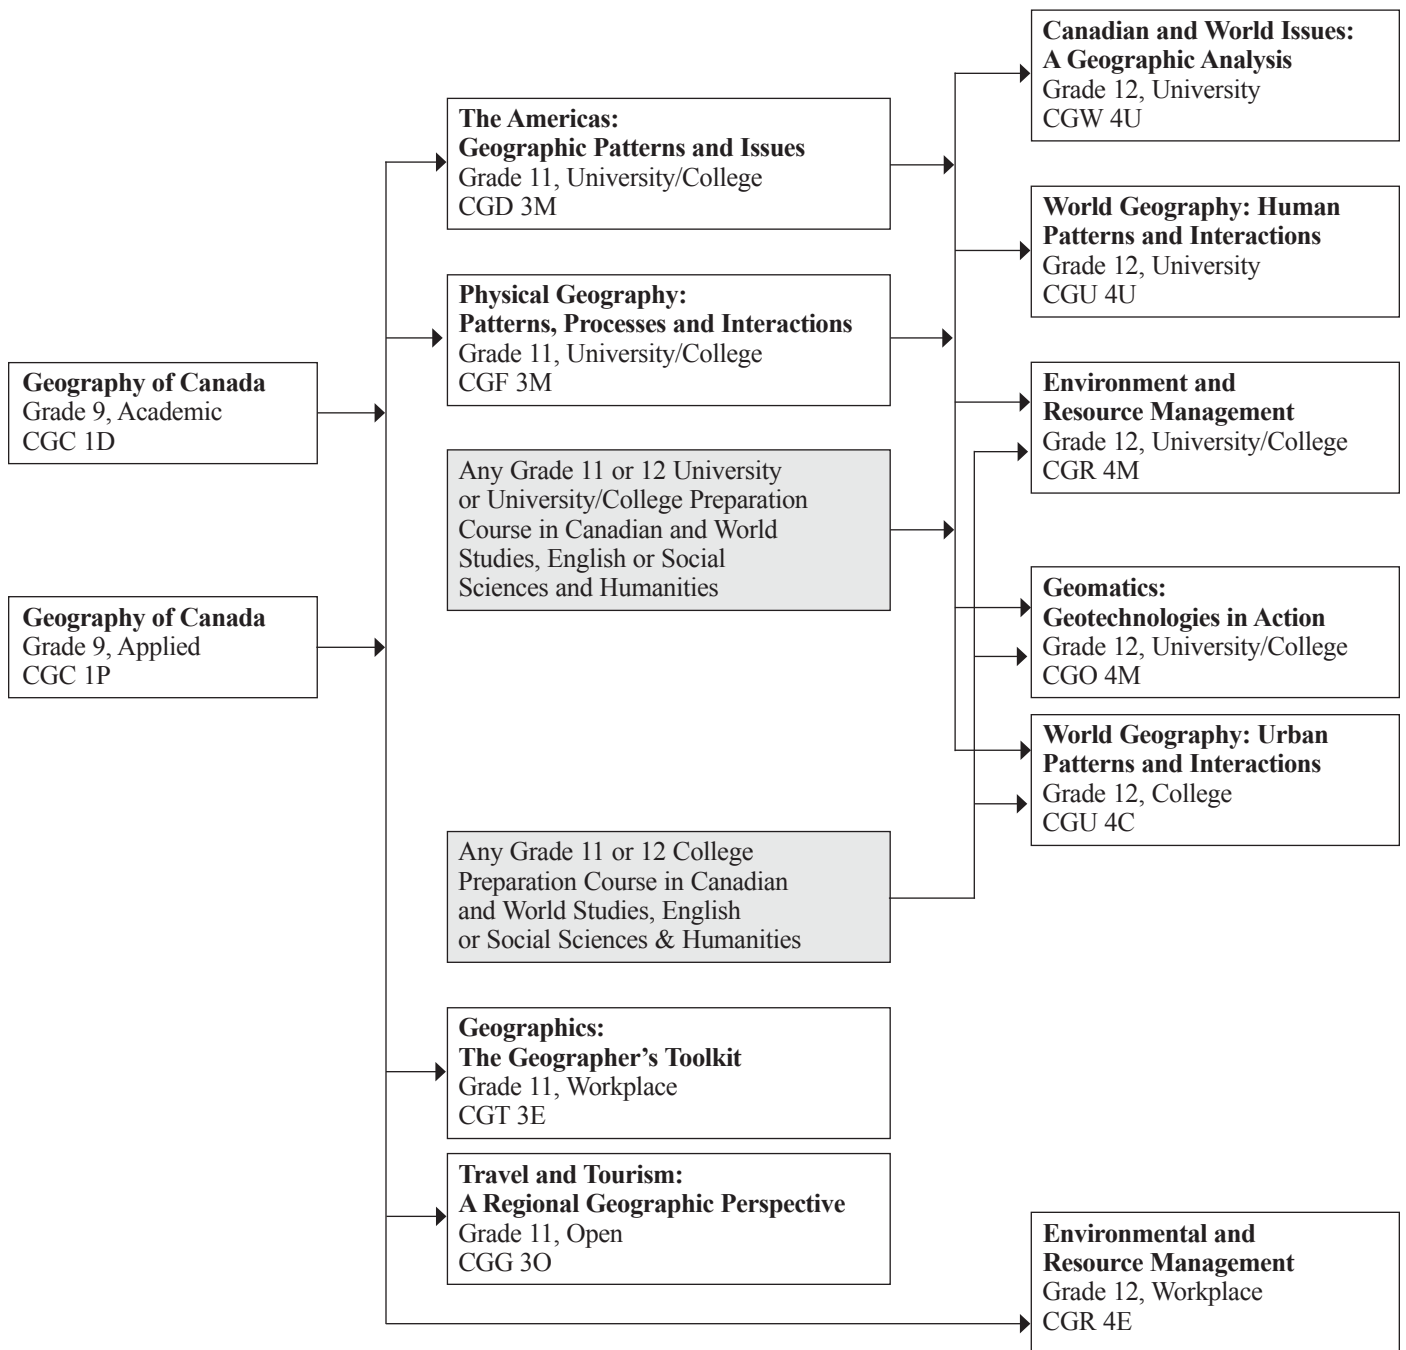 Geography of Canada
Grade 9, Academic
CGC 1D
Geography of Canada
Grade 9, Applied
CGC 1P
The Americas:
Geographic Patterns and Issues
Grade 11, University/College
CGD 3M
Physical Geography:
Patterns, Processes and Interactions
Grade 11, University/College
CGF 3M
Any Grade 11 or 12 University
or University/College Preparation
Course in Canadian and World
Studies, English or Social
Sciences and Humanities
Any Grade 11 or 12 College
Preparation Course in Canadian
and World Studies, English
or Social Sciences & Humanities
Geographics:
The Geographer’s Toolkit
Grade 11, Workplace
CGT 3E
Travel and Tourism:
A Regional Geographic Perspective
Grade 11, Open
CGG 3O
Canadian and World Issues:
A Geographic Analysis
Grade 12, University
CGW 4U
World Geography: Human
Patterns and Interactions
Grade 12, University
CGU 4U
Environment and
Resource Management
Grade 12, University/College
CGR 4M
Geomatics:
Geotechnologies in Action
Grade 12, University/College
CGO 4M
World Geography: Urban
Patterns and Interactions
Grade 12, College
CGU 4C
Environmental and
Resource Management
Grade 12, Workplace
CGR 4E